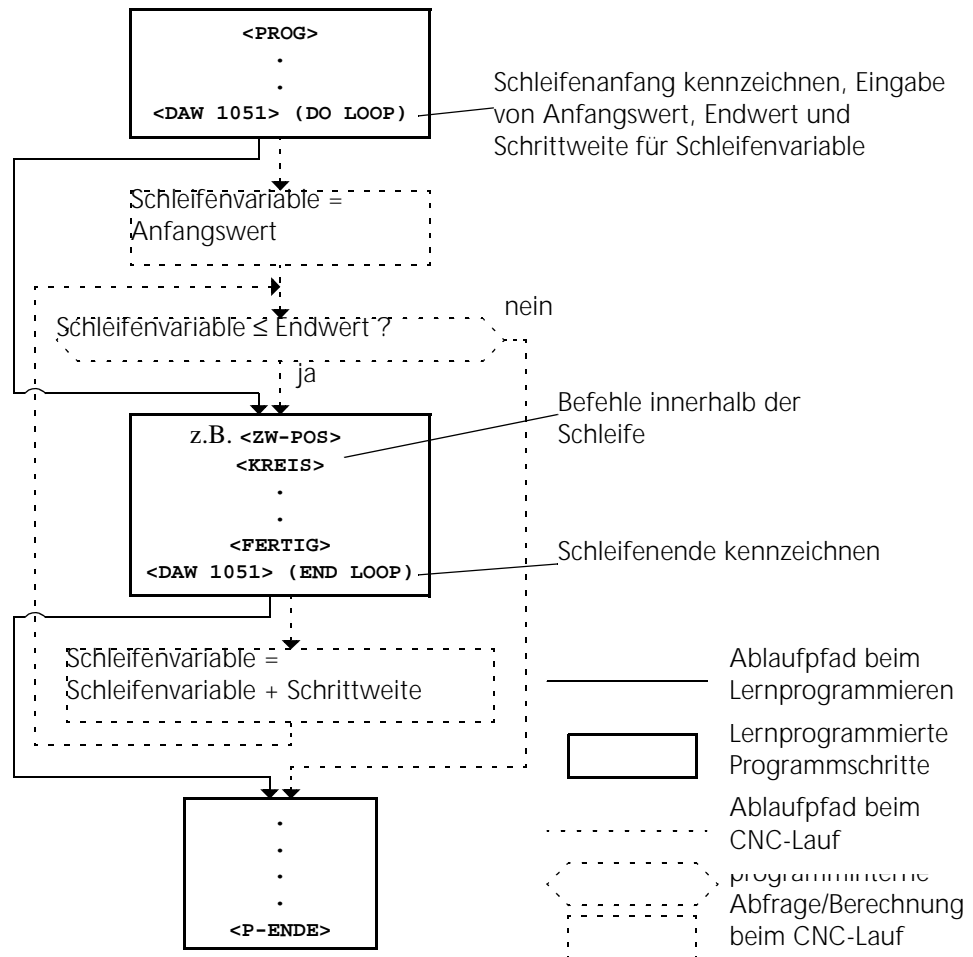 <PROG>
.
.
<DAW 1051> (DO LOOP)
Schleifenanfang kennzeichnen, Eingabe
von Anfangswert, Endwert und
Schrittweite für Schleifenvariable
Schleifenvariable =
Anfangswert
nein
Schleifenvariable ≤ Endwert ?
ja
Befehle innerhalb der
Schleife
z.B. <ZW-POS>
<KREIS>
.
.
<FERTIG>
<DAW 1051> (END LOOP)
Schleifenende kennzeichnen
Schleifenvariable =
Schleifenvariable + Schrittweite
Ablaufpfad beim
Lernprogrammieren
Lernprogrammierte
Programmschritte
Ablaufpfad beim
CNC-Lauf
programminterne
Abfrage/Berechnung
beim CNC-Lauf
.
.
.
.
<P-ENDE>